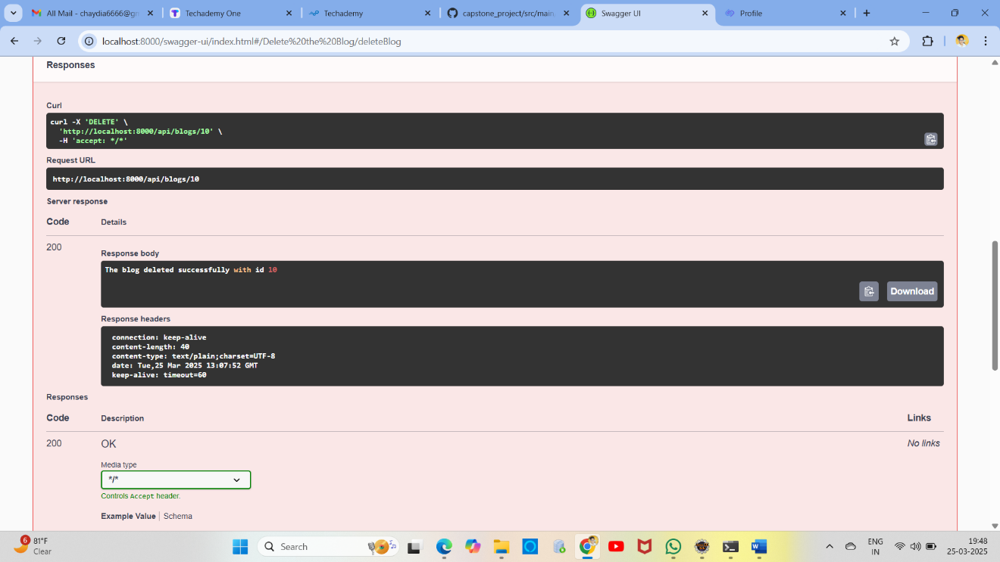 All Mail - chaydia6666@gm
Techademy One
Techademy
capstone_project/src/main.
Swagger UI
Profile
localhost:8000/swagger-ui/index.html#/Delete%20the%20Blog/deleteBlog
Responses
Curl
curl -X 'DELETE' \
'http://localhost:8000/api/blogs/10' \
-H 'accept: */*'
Request URL
http://localhost:8000/api/blogs/10
Server response
Code Details
200
Response body
The blog deleted successfully with id 10
Download
Response headers
connection: keep-alive
content-length: 40
content-type: text/plain;charset=UTF-8
date: Tue,25 Mar 2025 13:07:52 GMT
keep-alive: timeout=60
Responses
Code Description Links
200 OK No links
Media type
*/*
Controls Accept header.
Example Value Schema
6
81°F
Clear
Search
ENG
IN
19:48
25-03-2025